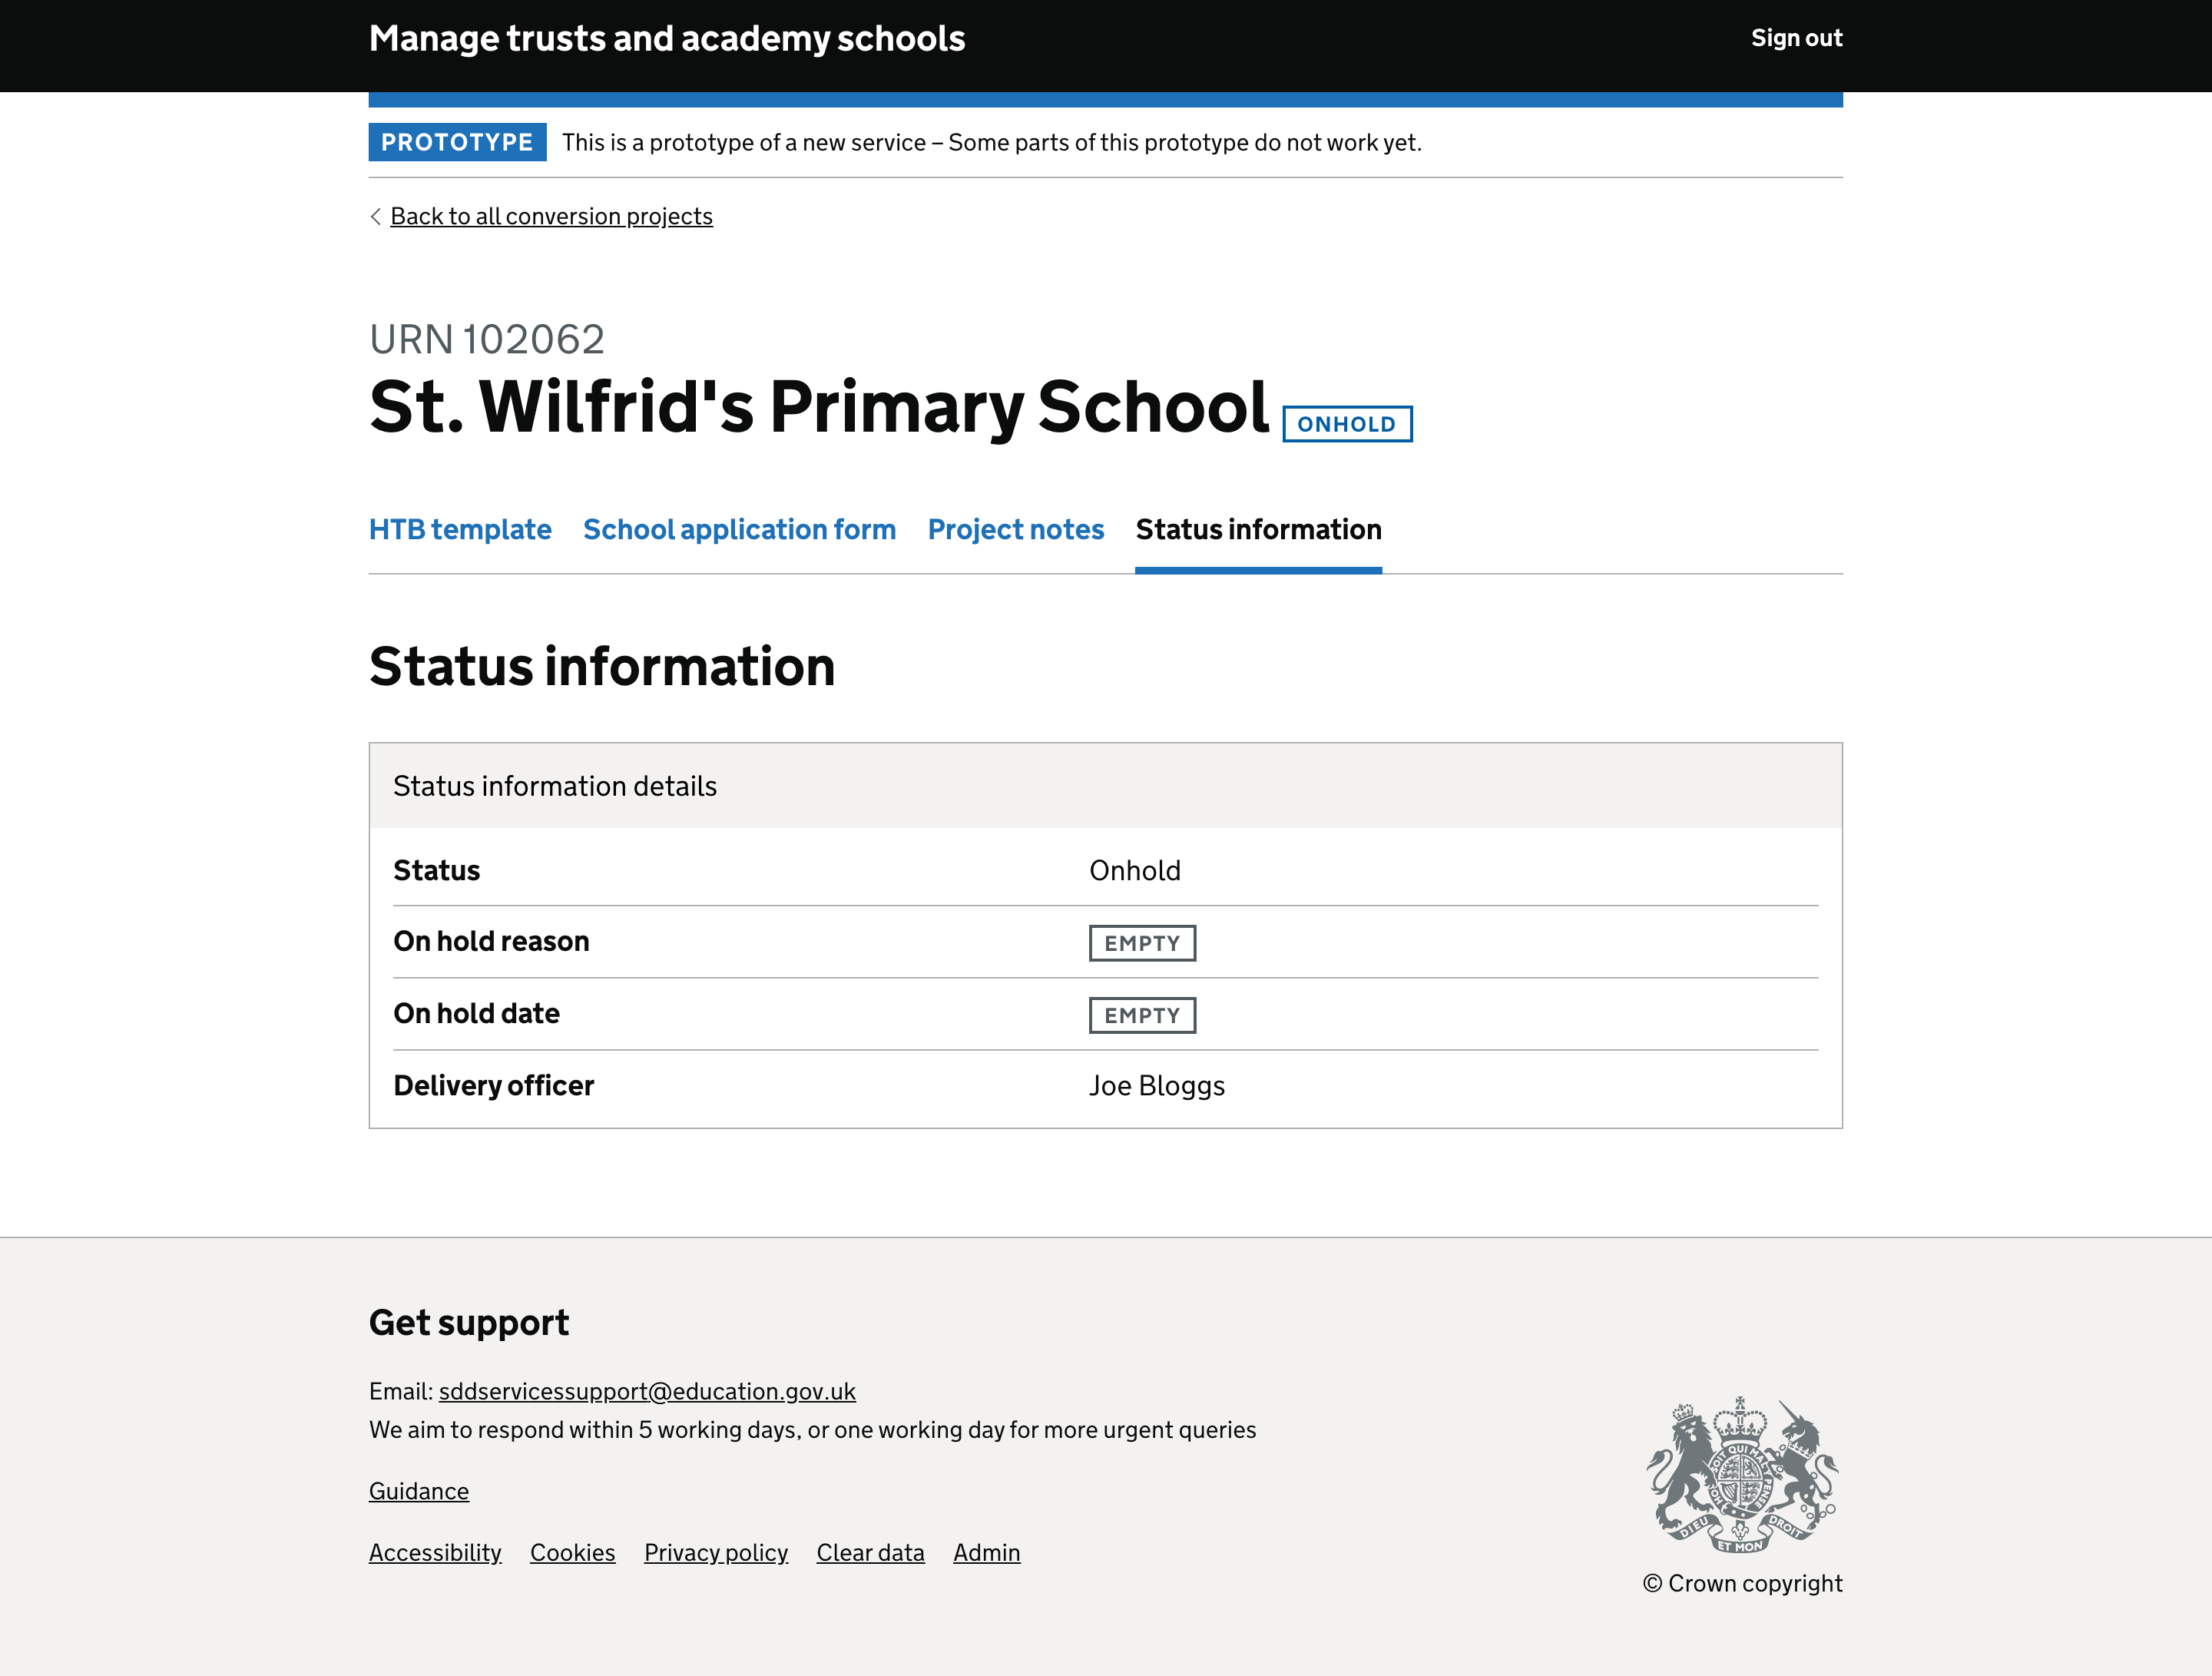 Manage trusts and academy schools
Sign out
PROTOTYPE This is a prototype of a new service – Some parts of this prototype do not work yet.
Back to all conversion projects
URN 102062
St. Wilfrid's Primary School ONHOLD
HTB template School application form Project notes Status information
Status information
Status information details
Status Onhold
On hold reason EMPTY
On hold date EMPTY
Delivery officer Joe Bloggs
Get support
Email: sddservicessupport@education.gov.uk
We aim to respond within 5 working days, or one working day for more urgent queries
Guidance
Accessibility Cookies Privacy policy Clear data Admin
DIEU ET MON DROIT
© Crown copyright